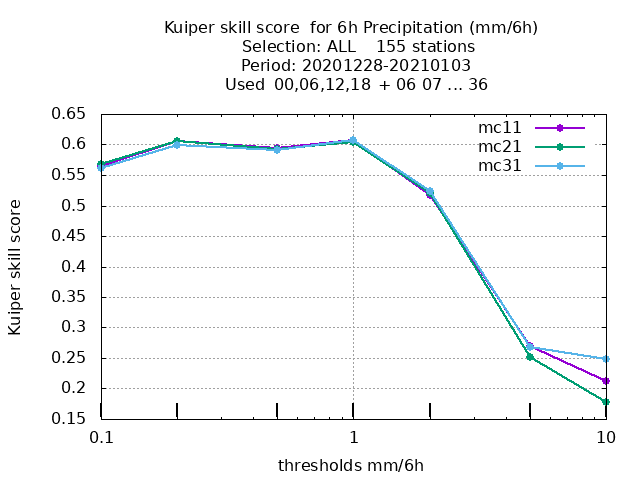 Kuiper skill score  for 6h Precipitation (mm/6h)
Selection: ALL    155 stations
Period: 20201228-20210103
Used  00,06,12,18  + 06 07 ... 36
mc11
mc21
mc31
Kuiper skill score
0.65
0.6
0.55
0.5
0.45
0.4
0.35
0.3
0.25
0.2
0.15
0.1 1 10
thresholds mm/6h